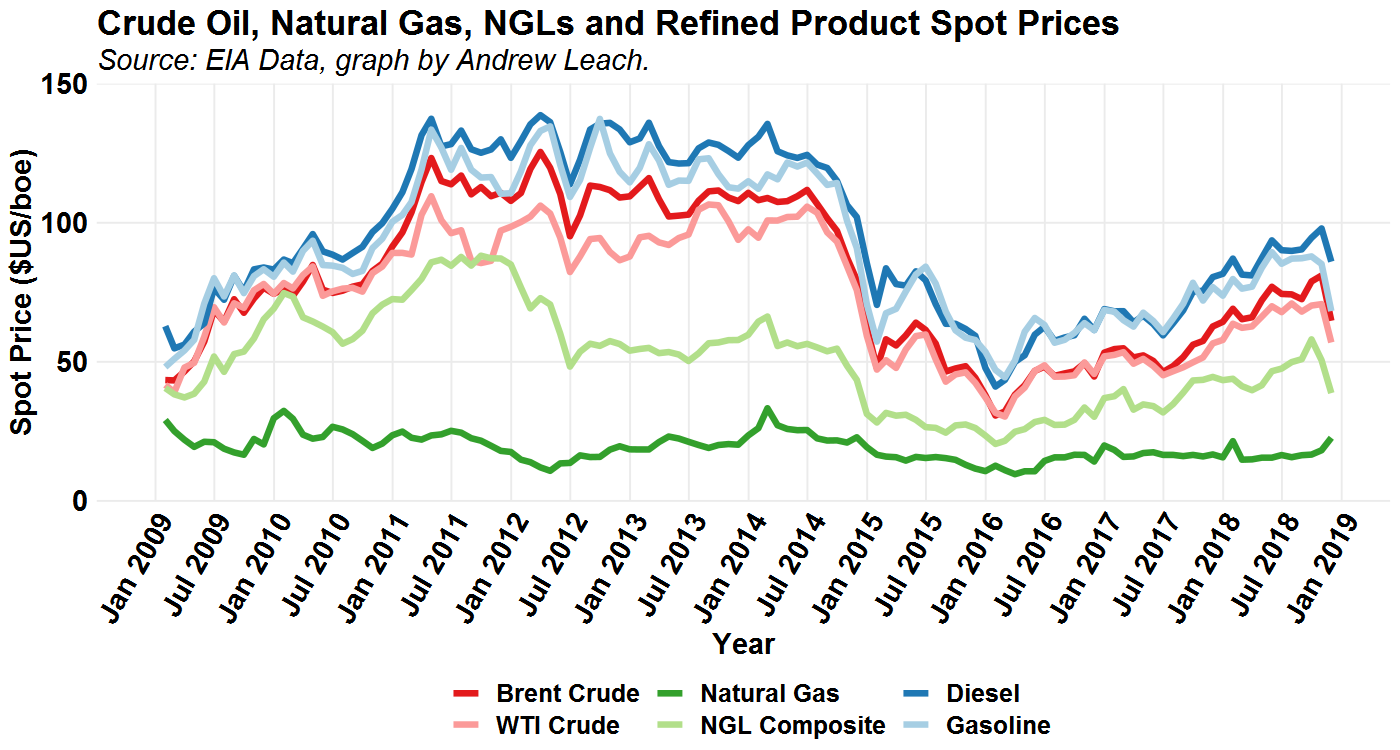 Crude Oil, Natural Gas, NGLs and Refined Product Spot Prices
Source: EIA Data, graph by Andrew Leach.
Spot Price ($US/boe)
150
100
50
0
Jan 2009
Jul 2009
Jan 2010
Jul 2010
Jan 2011
Jul 2011
Jan 2012
Jul 2012
Jan 2013
Jul 2013
Jan 2014
Jul 2014
Jan 2015
Jul 2015
Jan 2016
Jul 2016
Jan 2017
Jul 2017
Jan 2018
Jul 2018
Jan 2019
Year
Brent Crude
Natural Gas
Diesel
WTI Crude
NGL Composite
Gasoline